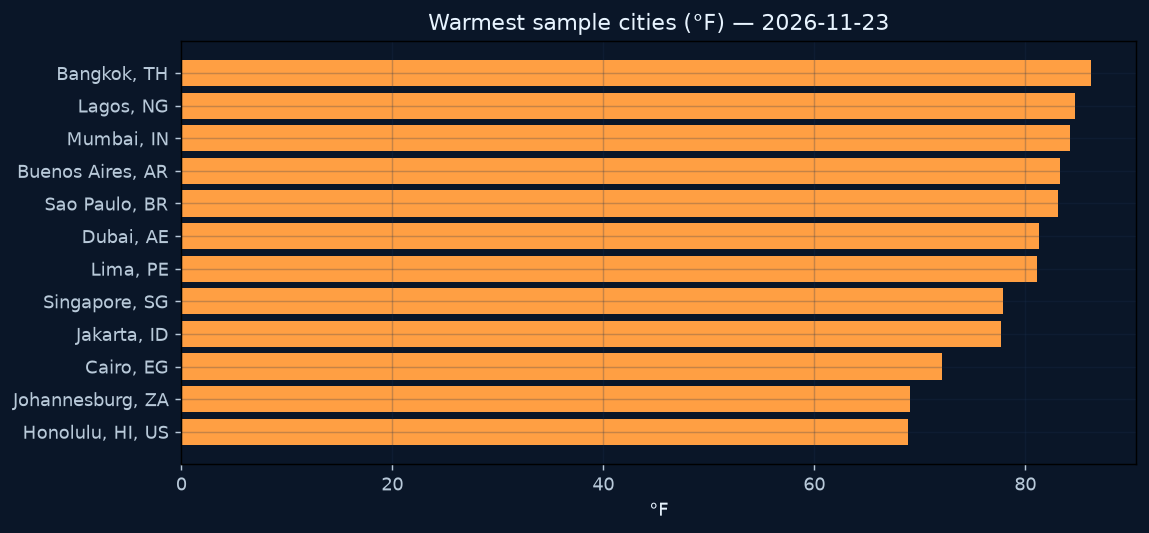 Warmest sample cities (°F) — 2026-11-23
Bangkok, TH
Lagos, NG
Mumbai, IN
Buenos Aires, AR
Sao Paulo, BR
Dubai, AE
Lima, PE
Singapore, SG
Jakarta, ID
Cairo, EG
Johannesburg, ZA
Honolulu, HI, US
0 20 40 60 80
°F